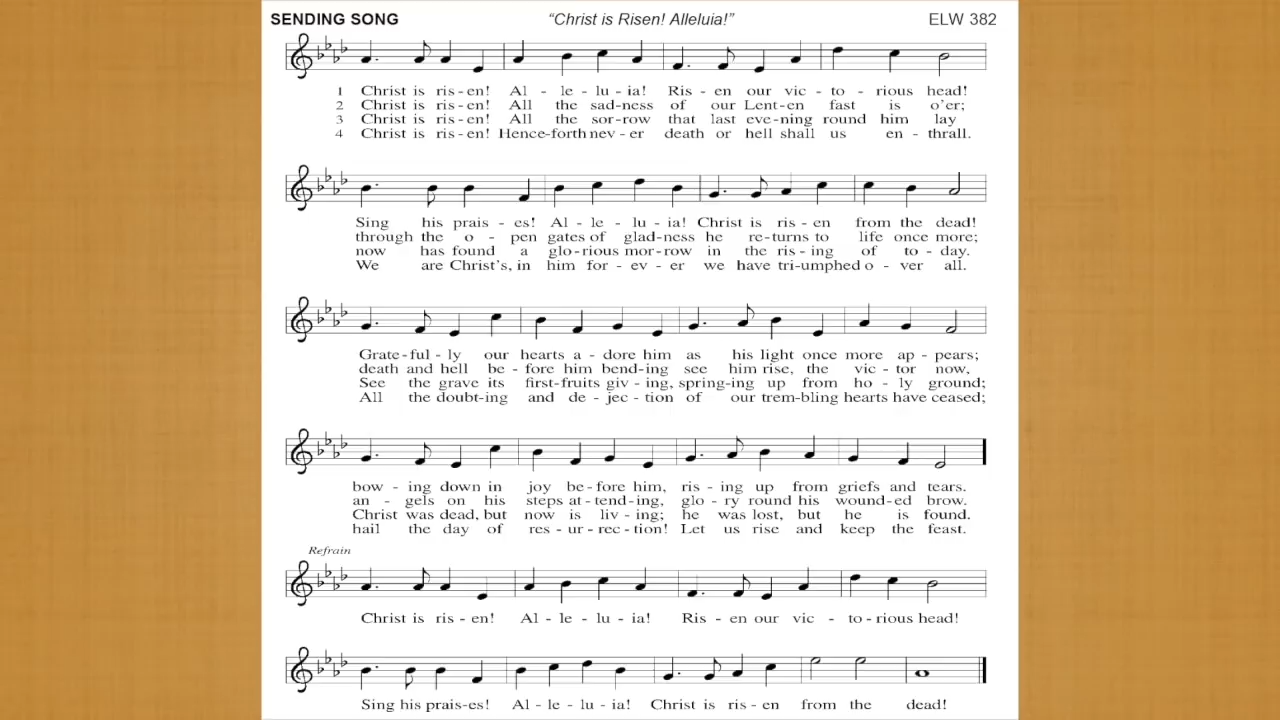 SENDING SONG “Christ is Risen! Alleluia!” ELW 382
1 Christ is ris - en! Al - le - lu - ia! Ris - en our vic - to - rious head!
2 Christ is ris - en! All the sad - ness of our Lent - en fast is o'er;
3 Christ is ris - en! All the sor - row that last eve - ning round him lay
4 Christ is ris - en! Hence - forth nev - er death or hell shall us en - thrall.
Sing his prais - es! Al - le - lu - ia! Christ is ris - en from the dead!
through the o - pen gates of glad - ness he re - turns to life once more;
now has found a glo - rious mor - row in the ris - ing of to - day.
We are Christ's, in him for - ev - er we have tri - umphed o - ver all.
Grate - ful - ly our hearts a - dore him as his light once more ap - pears;
death and hell be - fore him bend - ing see him rise, the vic - tor now,
See the grave its first - fruits giv - ing, spring - ing up from ho - ly ground;
All the doubt - ing and de - jec - tion of our trem - bling hearts have ceased;
bow - ing down in joy be - fore him, ris - ing up from griefs and tears.
an - gels on his steps at - tend - ing, glo - ry round his wound - ed brow.
Christ was dead, but now is liv - ing; he was lost, but he is found.
hail the day of res - ur - rec - tion! Let us rise and keep the feast.
Refrain
Christ is ris - en! Al - le - lu - ia! Ris - en our vic - to - rious head!
Sing his prais - es! Al - le - lu - ia! Christ is ris - en from the dead!